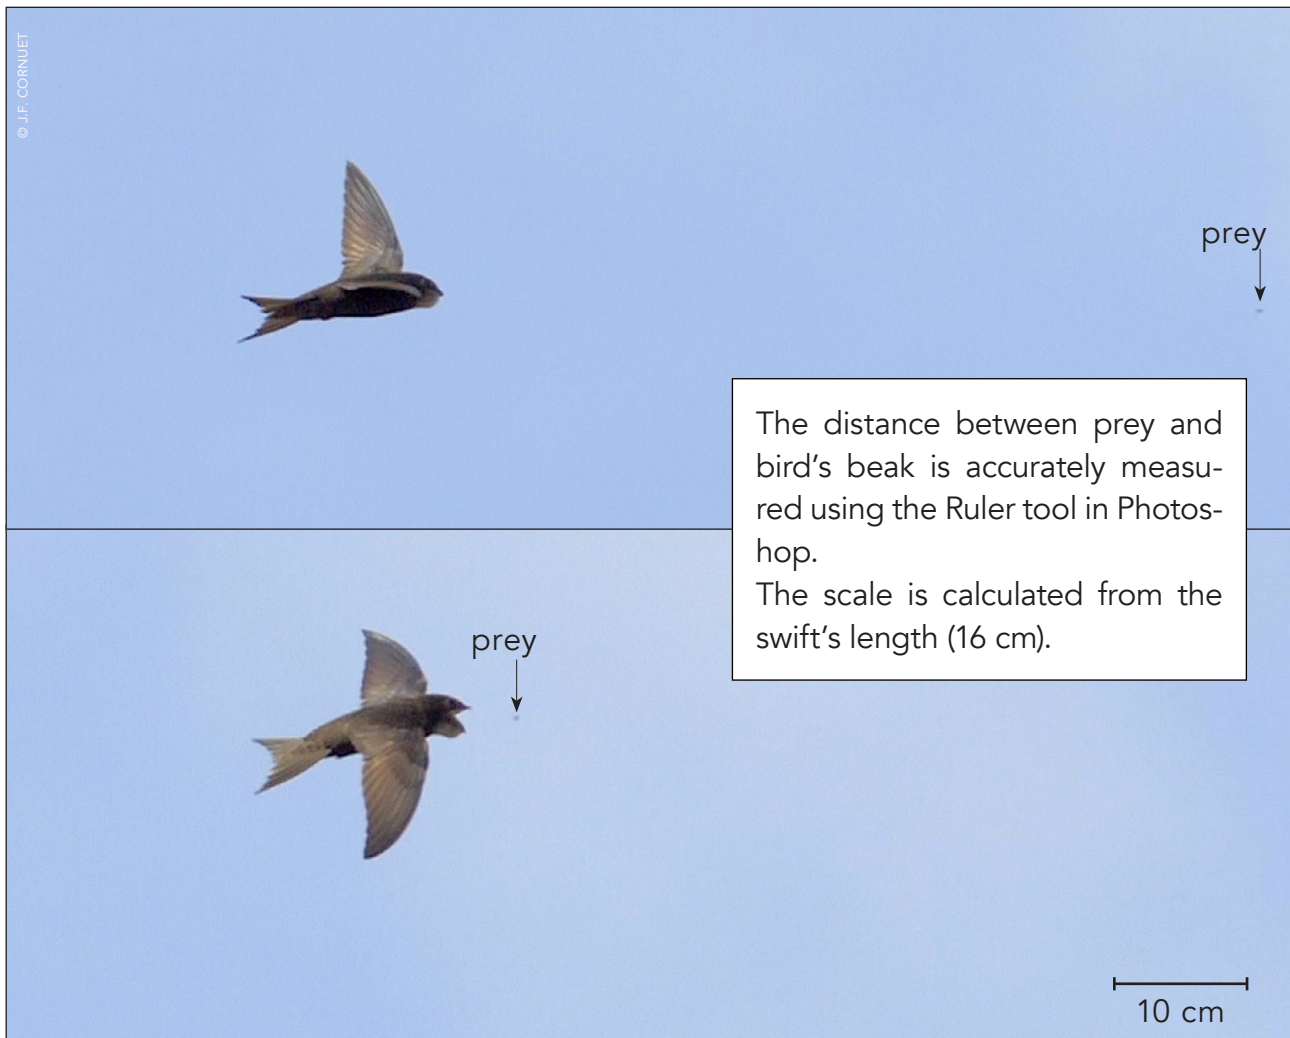 © J.F. CORNUET
prey
The distance between prey and
bird's beak is accurately measu-
red using the Ruler tool in Photos-
hop.
The scale is calculated from the
swift's length (16 cm).
prey
10 cm